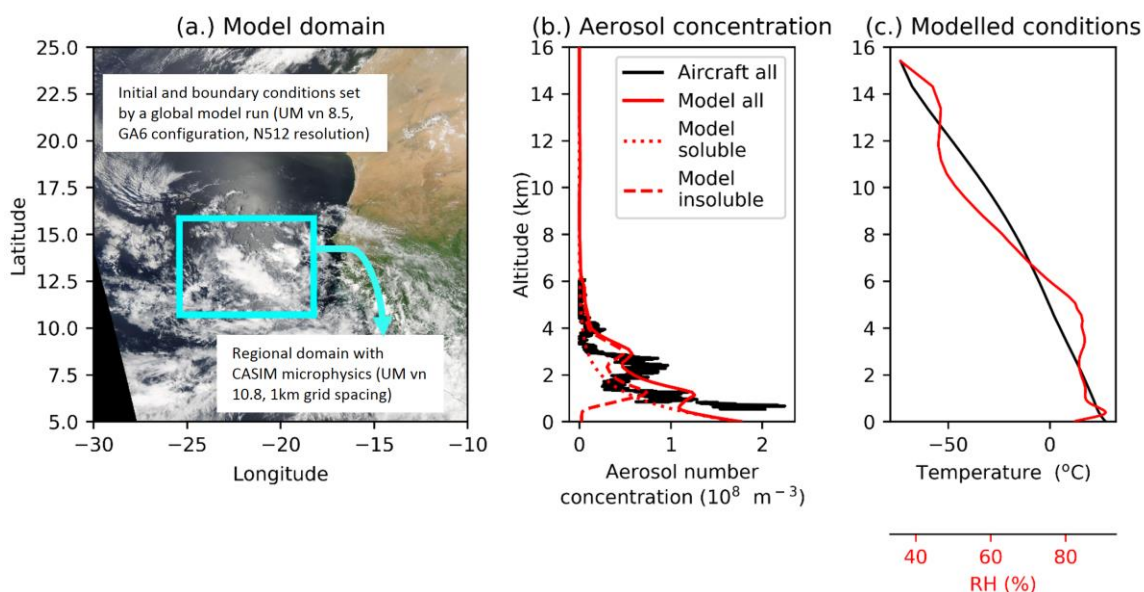 (a.) Model domain
25.0
22.5
20.0
17.5
15.0
12.5
10.0
7.5
5.0
Latitude
Initial and boundary conditions set
by a global model run (UM vn 8.5,
GA6 configuration, N512 resolution)
Regional domain with
CASIM microphysics (UM vn
10.8, 1km grid spacing)
−30
−25
−20
−15
−10
Longitude
(b.) Aerosol concentration
16
14
12
10
8
6
4
2
0
Altitude (km)
Aircraft all
Model all
Model
soluble
Model
insoluble
0
1
2
Aerosol number
concentration (10⁸ m⁻³)
(c.) Modelled conditions
16
14
12
10
8
6
4
2
0
−50
0
Temperature (°C)
40
60
80
RH (%)